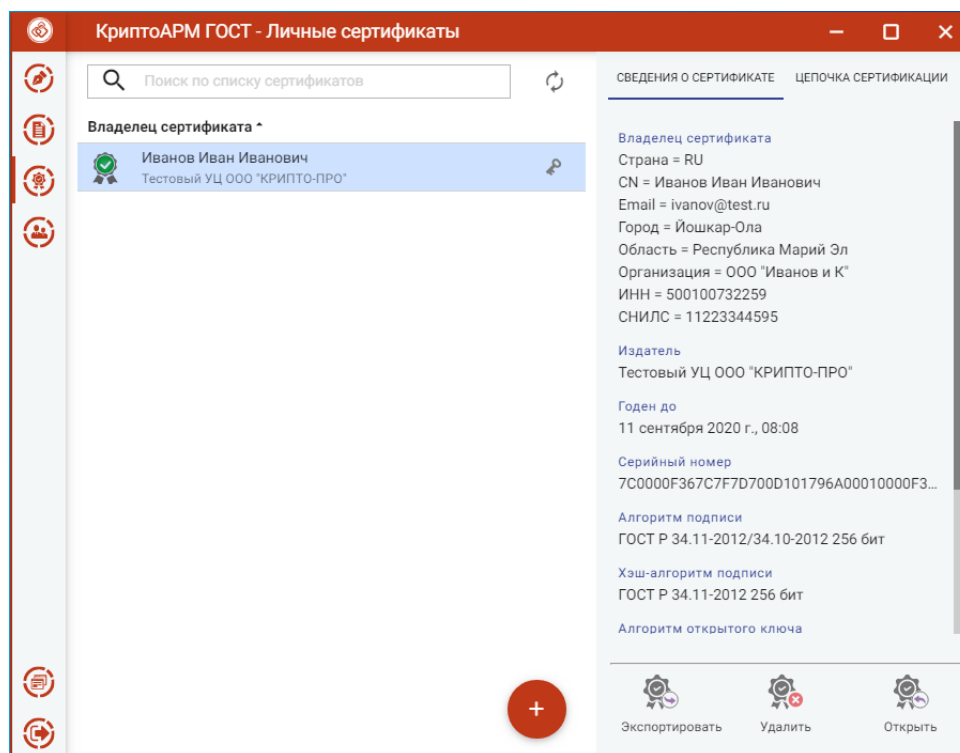 КриптоАРМ ГОСТ - Личные сертификаты
Поиск по списку сертификатов
Владелец сертификата
Иванов Иван Иванович
Тестовый УЦ ООО "КРИПТО-ПРО"
СВЕДЕНИЯ О СЕРТИФИКАТЕ
ЦЕПОЧКА СЕРТИФИКАЦИИ
Владелец сертификата
Страна = RU
CN = Иванов Иван Иванович
Email = ivanov@test.ru
Город = Йошкар-Ола
Область = Республика Марий Эл
Организация = ООО "Иванов и К"
ИНН = 500100732259
СНИЛС = 11223344595
Издатель
Тестовый УЦ ООО "КРИПТО-ПРО"
Годен до
11 сентября 2020 г., 08:08
Серийный номер
7C0000F367C7F7D700D101796A00010000F3...
Алгоритм подписи
ГОСТ Р 34.11-2012/34.10-2012 256 бит
Хэш-алгоритм подписи
ГОСТ Р 34.11-2012 256 бит
Алгоритм открытого ключа
Экспортировать
Удалить
Открыть